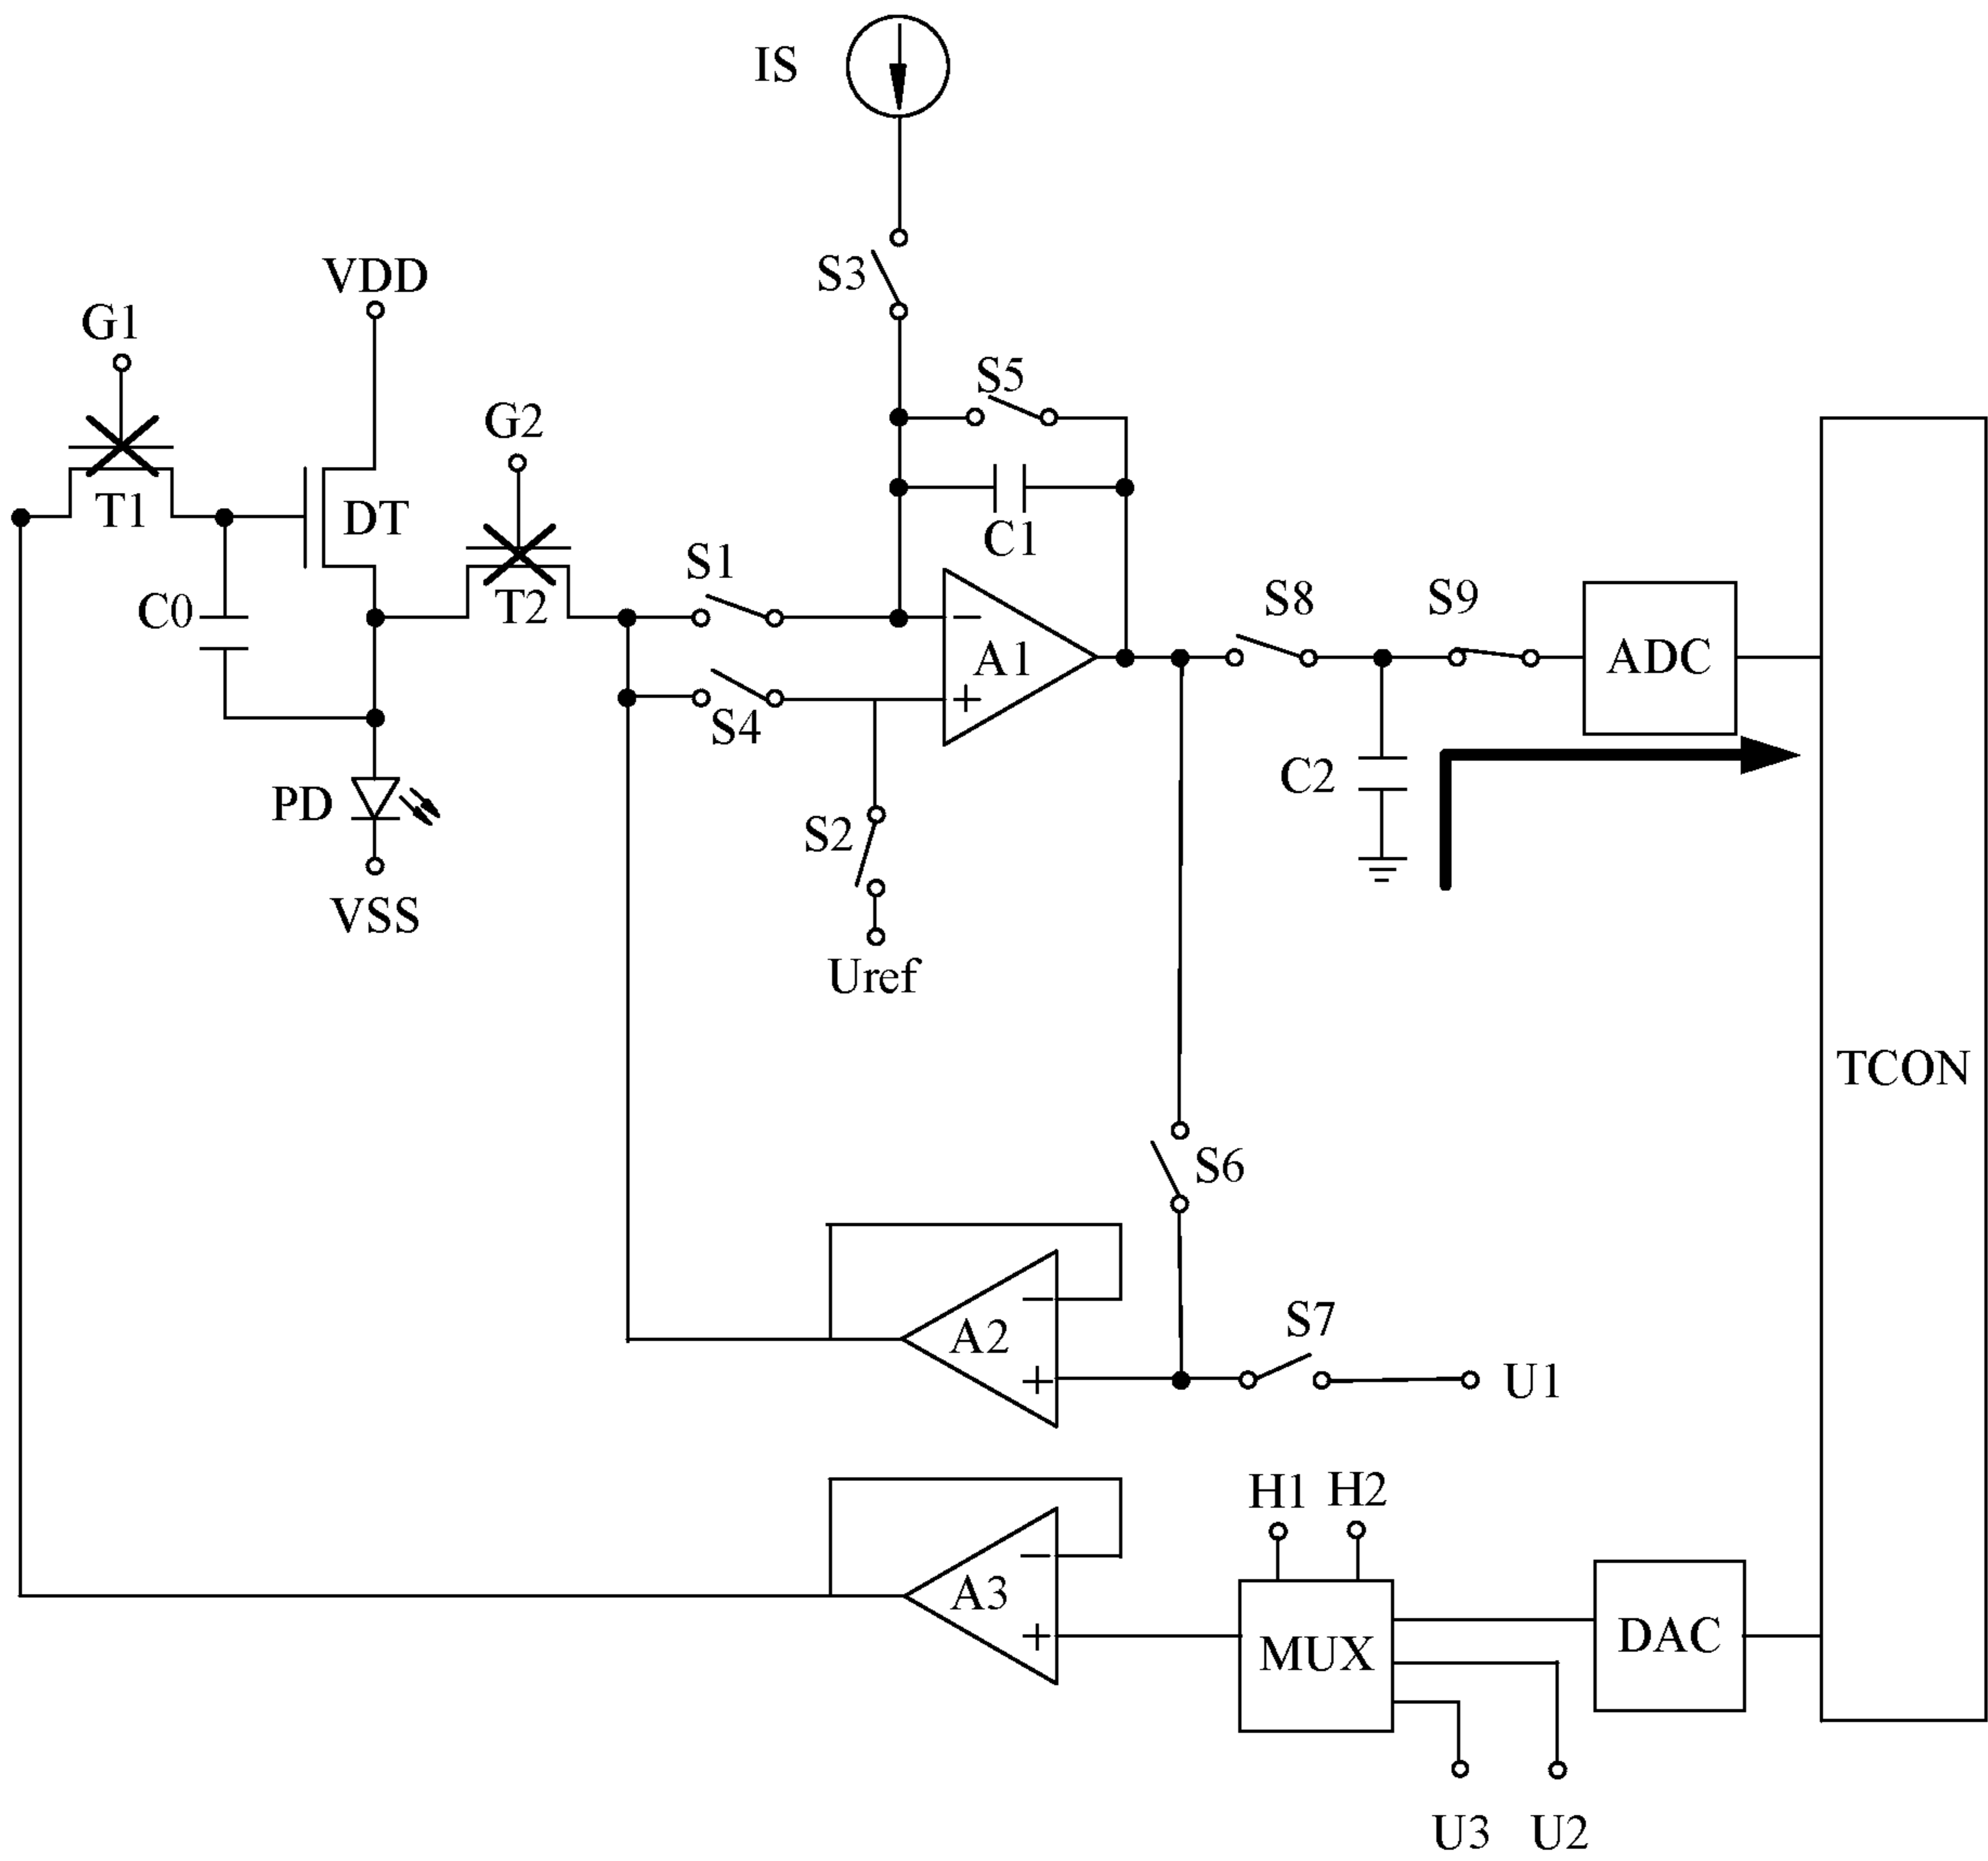 IS
S3
VDD
G1
S5
G2
T1
DT
C1
S1
C0
T2
S8
S9
ADC
A1
−
+
S4
PD
S2
C2
VSS
Uref
TCON
S6
−
A2
+
S7
U1
H1
H2
−
A3
+
MUX
DAC
U3
U2